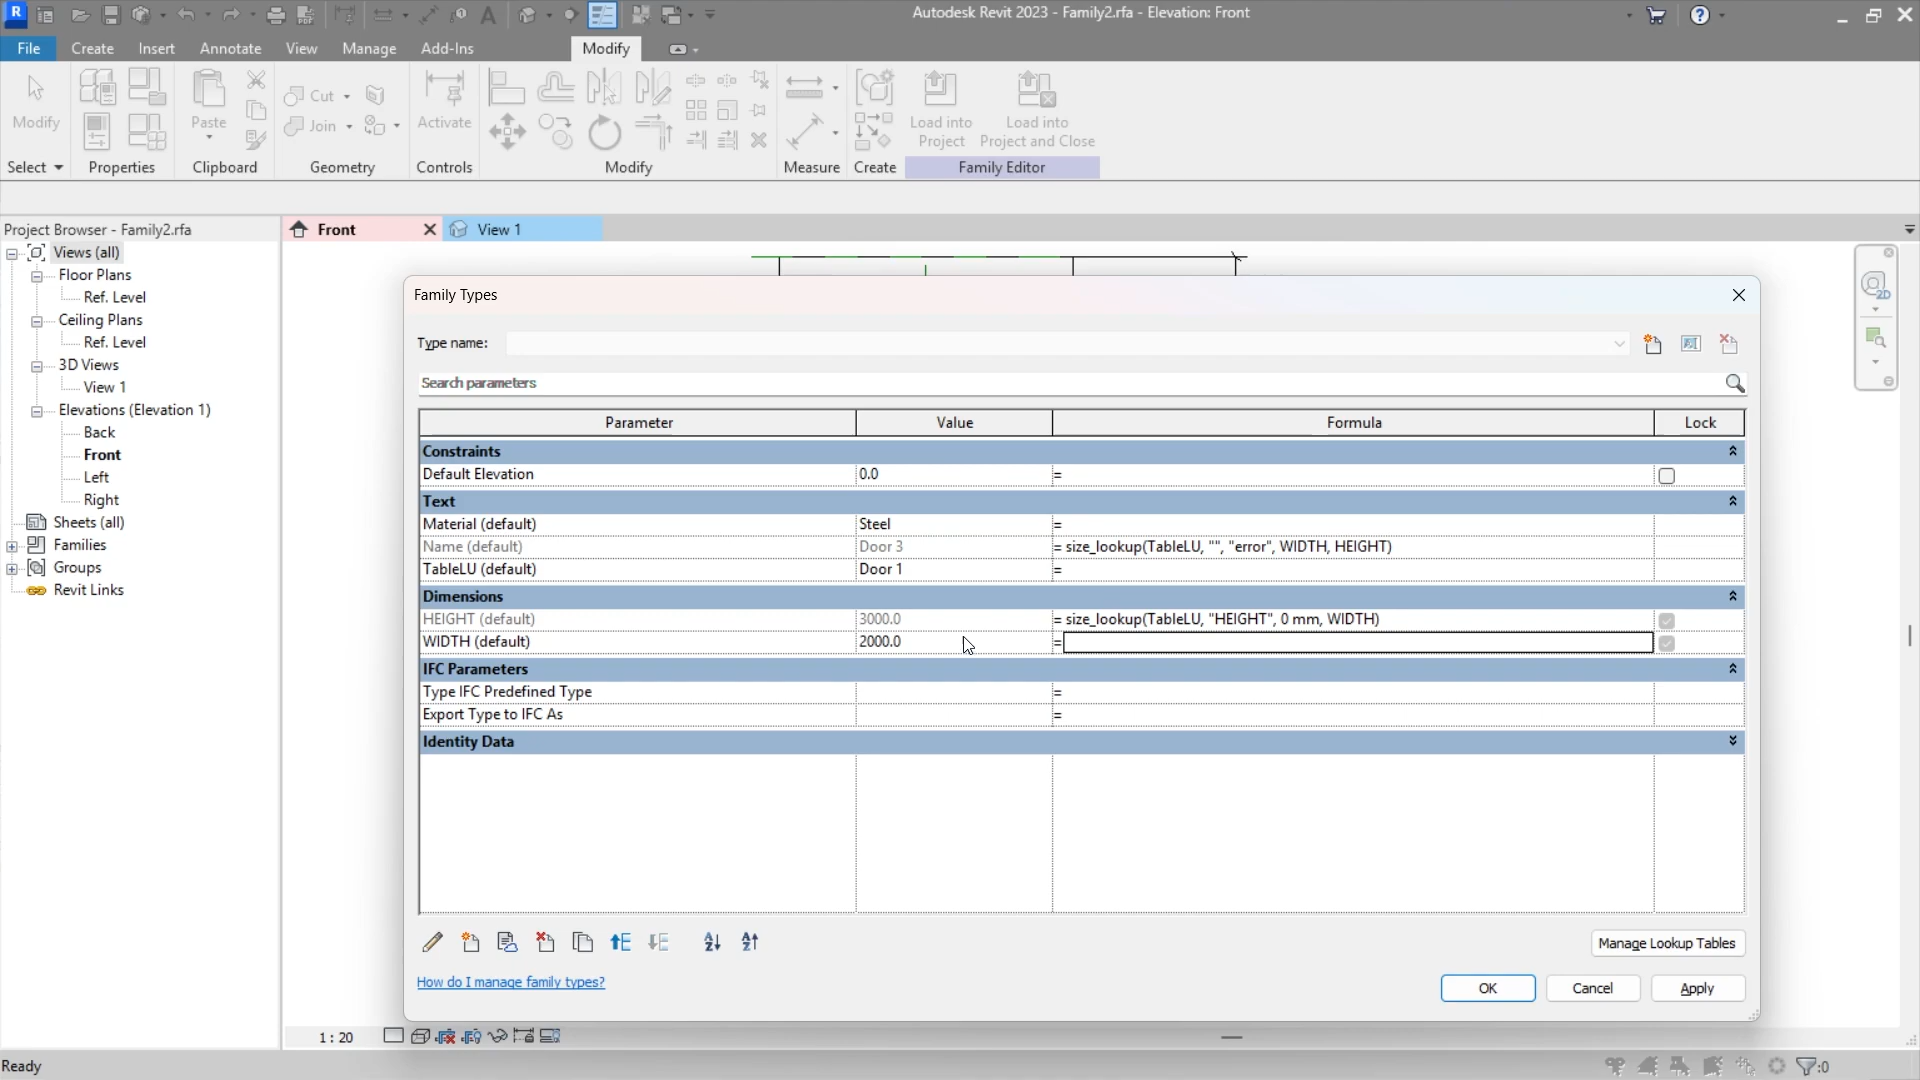 Autodesk Revit 2023 - Family2.rfa - Elevation: Front
File Create Insert Annotate View Manage Add-Ins Modify
Modify
Paste
Cut
Join
Activate
Load into Project
Load into Project and Close
Select Properties Clipboard Geometry Controls Modify Measure Create Family Editor
Project Browser - Family2.rfa
Front
View 1
Views (all)
Floor Plans
Ref. Level
Ceiling Plans
Ref. Level
3D Views
View 1
Elevations (Elevation 1)
Back
Front
Left
Right
Sheets (all)
Families
Groups
Revit Links
2D
Family Types
Type name:
Search parameters
Parameter Value Formula Lock
Constraints
Default Elevation 0.0 =
Text
Material (default) Steel =
Name (default) Door 3 = size_lookup(TableLU, "", "error", WIDTH, HEIGHT)
TableLU (default) Door 1 =
Dimensions
HEIGHT (default) 3000.0 = size_lookup(TableLU, "HEIGHT", 0 mm, WIDTH)
WIDTH (default) 2000.0 =
IFC Parameters
Type IFC Predefined Type =
Export Type to IFC As =
Identity Data
Manage Lookup Tables
How do I manage family types?
OK Cancel Apply
1 : 20
Ready
:0